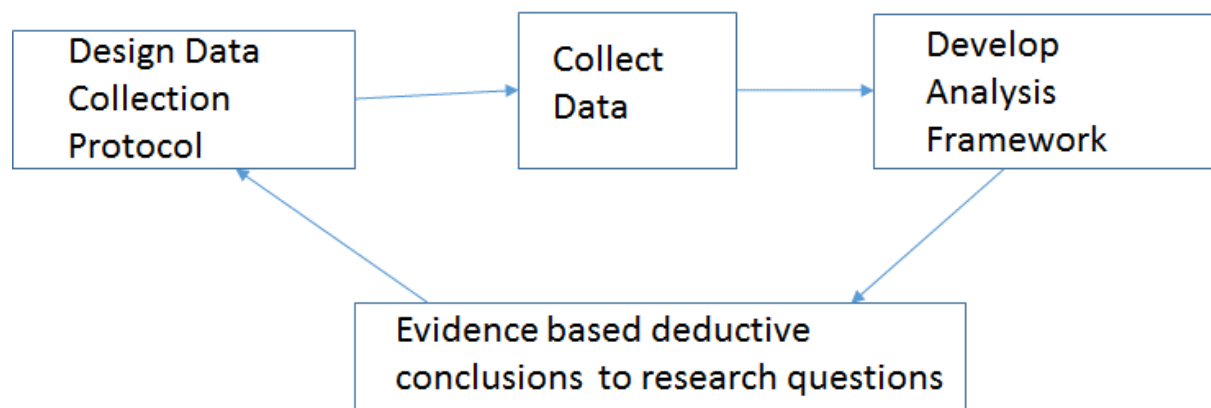 Design Data
Collection
Protocol
Collect
Data
Develop
Analysis
Framework
Evidence based deductive
conclusions to research questions